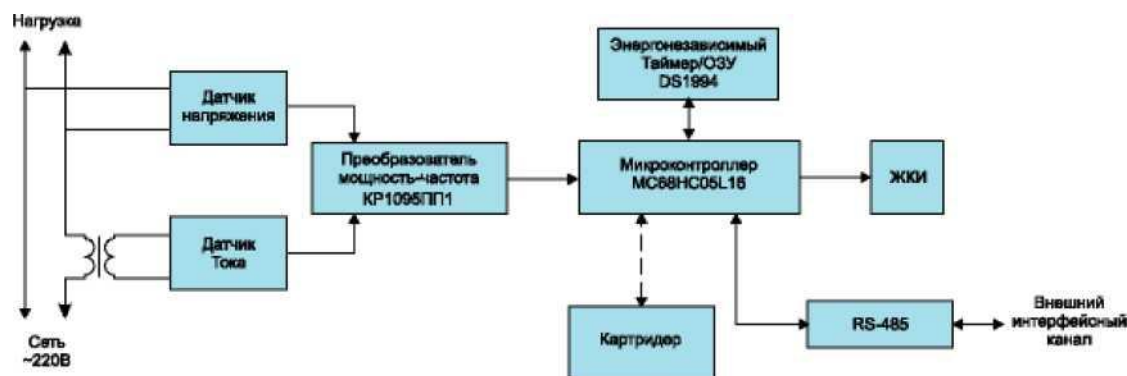 Нагрузка
Датчик
напряжения
Датчик
Тока
Сеть
~220В
Преобразователь
мощность-частота
КР1095ПП1
Энергонезависимый
Таймер/ОЗУ
DS1994
Микроконтроллер
MC68HC05L16
ЖКИ
Картридер
RS-485
Внешний
интерфейсный
канал